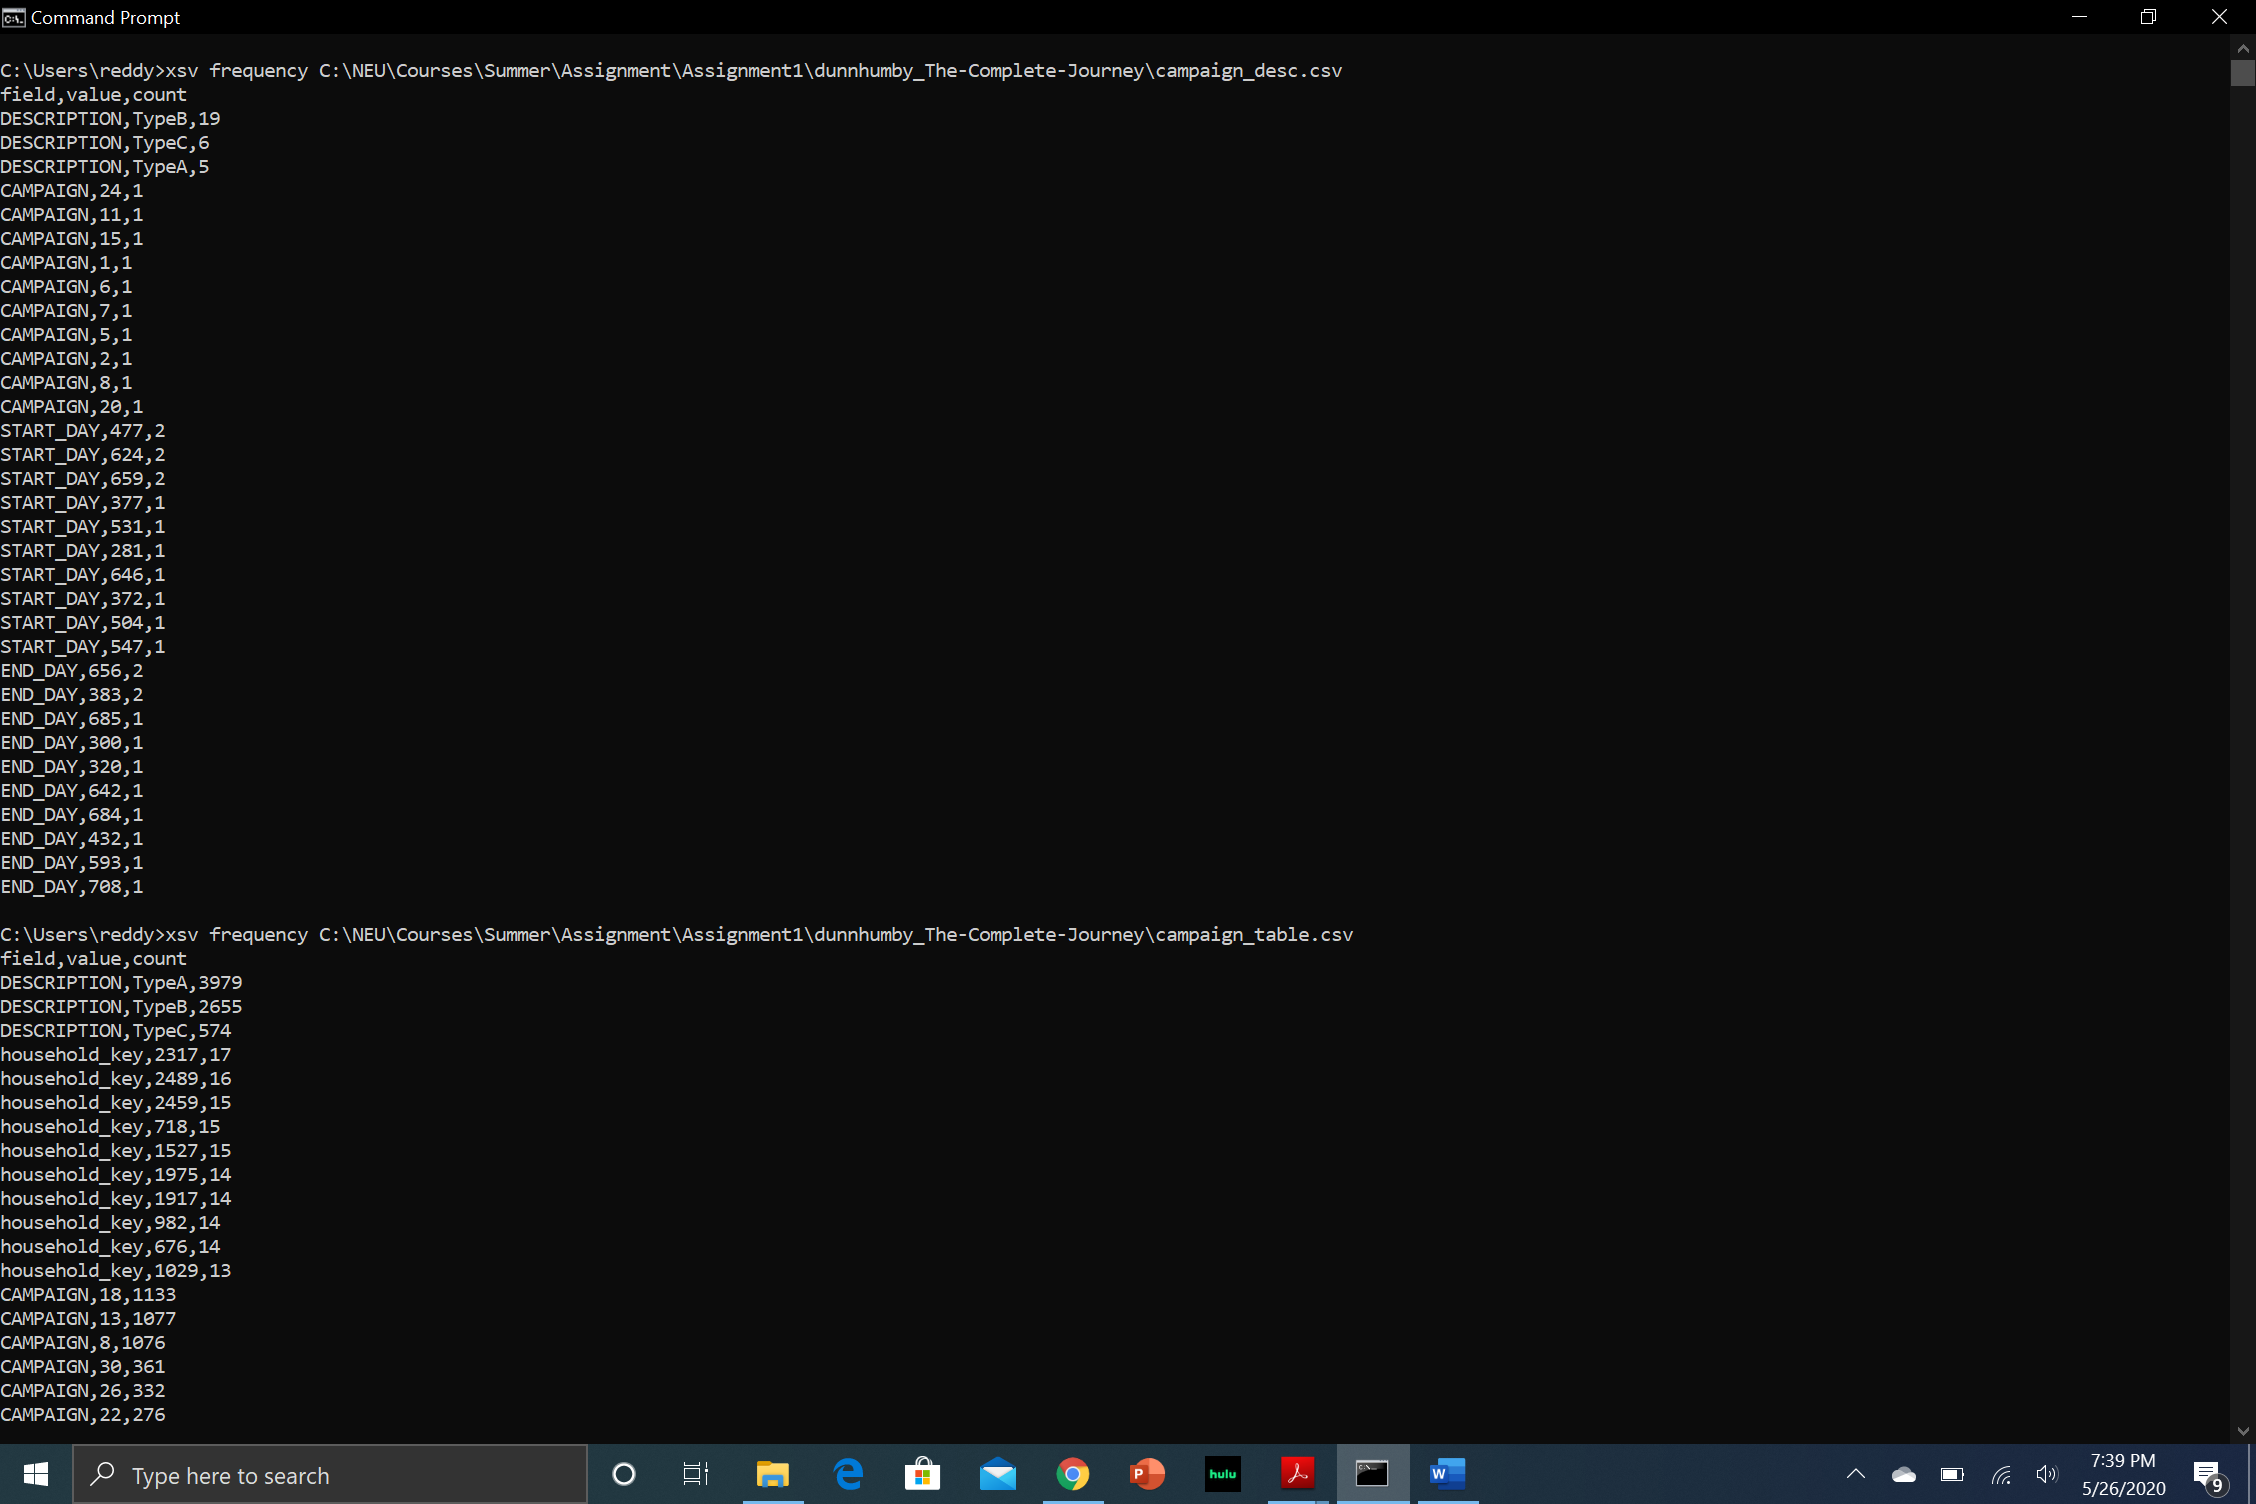 Command Prompt
C:\Users\reddy>xsv frequency C:\NEU\Courses\Summer\Assignment\Assignment1\dunnhumby_The-Complete-Journey\campaign_desc.csv
field,value,count
DESCRIPTION,TypeB,19
DESCRIPTION,TypeC,6
DESCRIPTION,TypeA,5
CAMPAIGN,24,1
CAMPAIGN,11,1
CAMPAIGN,15,1
CAMPAIGN,1,1
CAMPAIGN,6,1
CAMPAIGN,7,1
CAMPAIGN,5,1
CAMPAIGN,2,1
CAMPAIGN,8,1
CAMPAIGN,20,1
START_DAY,477,2
START_DAY,624,2
START_DAY,659,2
START_DAY,377,1
START_DAY,531,1
START_DAY,281,1
START_DAY,646,1
START_DAY,372,1
START_DAY,504,1
START_DAY,547,1
END_DAY,656,2
END_DAY,383,2
END_DAY,685,1
END_DAY,300,1
END_DAY,320,1
END_DAY,642,1
END_DAY,684,1
END_DAY,432,1
END_DAY,593,1
END_DAY,708,1
C:\Users\reddy>xsv frequency C:\NEU\Courses\Summer\Assignment\Assignment1\dunnhumby_The-Complete-Journey\campaign_table.csv
field,value,count
DESCRIPTION,TypeA,3979
DESCRIPTION,TypeB,2655
DESCRIPTION,TypeC,574
household_key,2317,17
household_key,2489,16
household_key,2459,15
household_key,718,15
household_key,1527,15
household_key,1975,14
household_key,1917,14
household_key,982,14
household_key,676,14
household_key,1029,13
CAMPAIGN,18,1133
CAMPAIGN,13,1077
CAMPAIGN,8,1076
CAMPAIGN,30,361
CAMPAIGN,26,332
CAMPAIGN,22,276
Type here to search
hulu
7:39 PM
5/26/2020
9